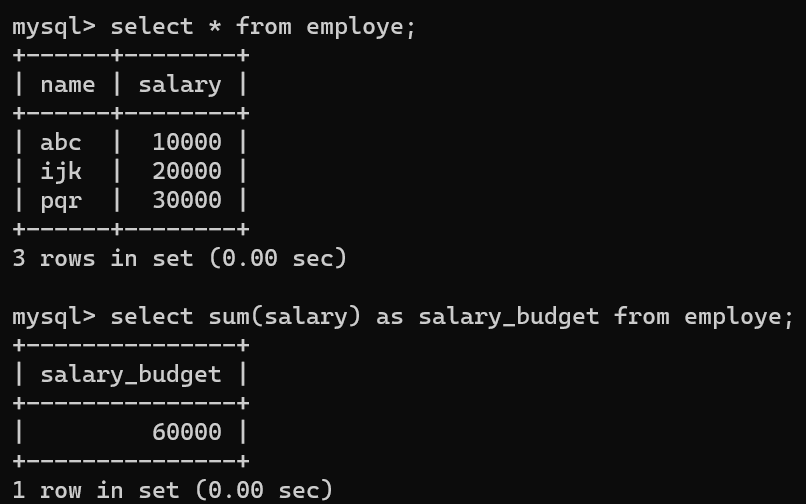 mysql> select * from employe;
+------+--------+
| name | salary |
+------+--------+
| abc  |  10000 |
| ijk  |  20000 |
| pqr  |  30000 |
+------+--------+
3 rows in set (0.00 sec)

mysql> select sum(salary) as salary_budget from employe;
+---------------+
| salary_budget |
+---------------+
|         60000 |
+---------------+
1 row in set (0.00 sec)